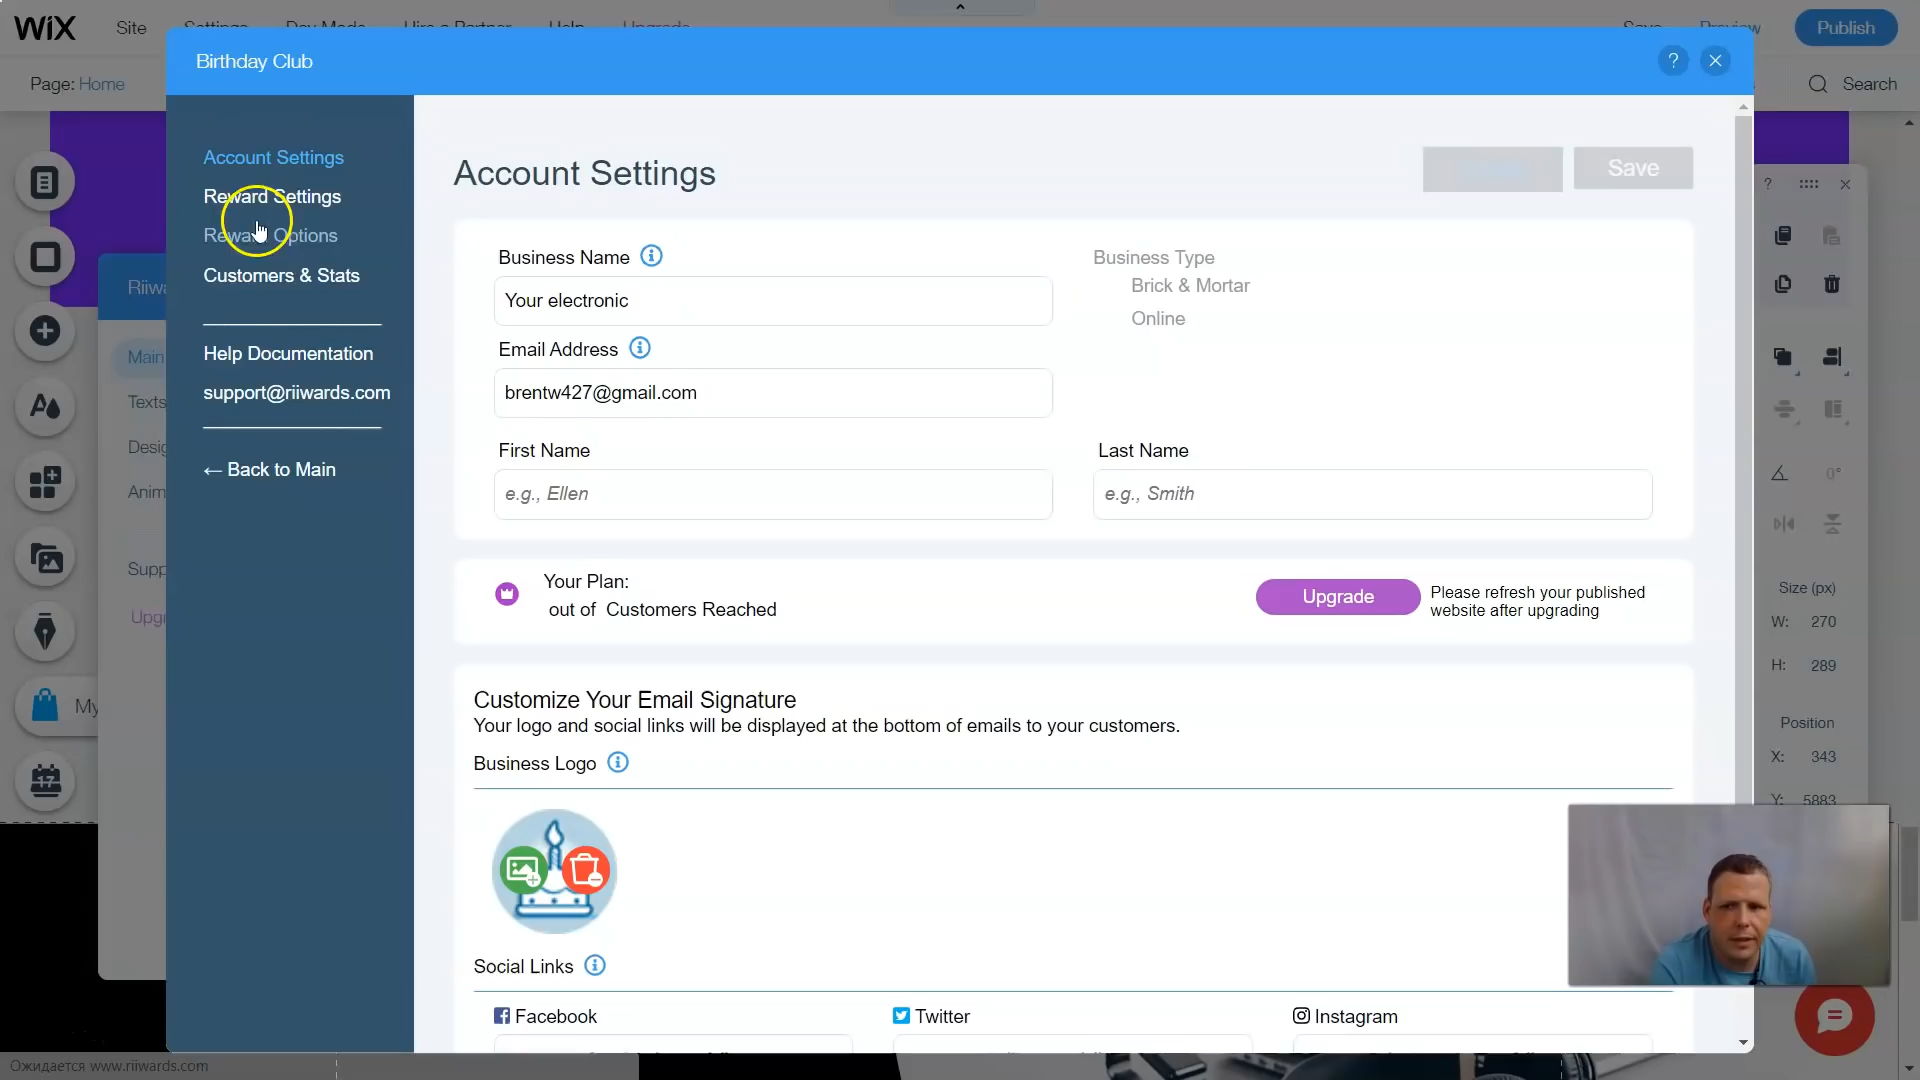 WiX
Site
Settings
Dev Mode
Hire a Partner
Help
Upgrade
Save
Preview
Publish
Page: Home
Search
Birthday Club
?
Account Settings
Reward Settings
Reward Options
Customers & Stats
Help Documentation
support@riiwards.com
← Back to Main
Account Settings
Save
Business Name
Your electronic
Business Type
Brick & Mortar
Online
Email Address
brentw427@gmail.com
First Name
e.g., Ellen
Last Name
e.g., Smith
Your Plan:
out of Customers Reached
Upgrade
Please refresh your published
website after upgrading
Customize Your Email Signature
Your logo and social links will be displayed at the bottom of emails to your customers.
Business Logo
Social Links
Facebook
Twitter
Instagram
Riiwa
Main
Texts
Desig
Anim
Supp
Upgr
My
17
?
0°
Size (px)
W: 270
H: 289
Position
X: 343
Y: 5883
Ожидается www.riiwards.com